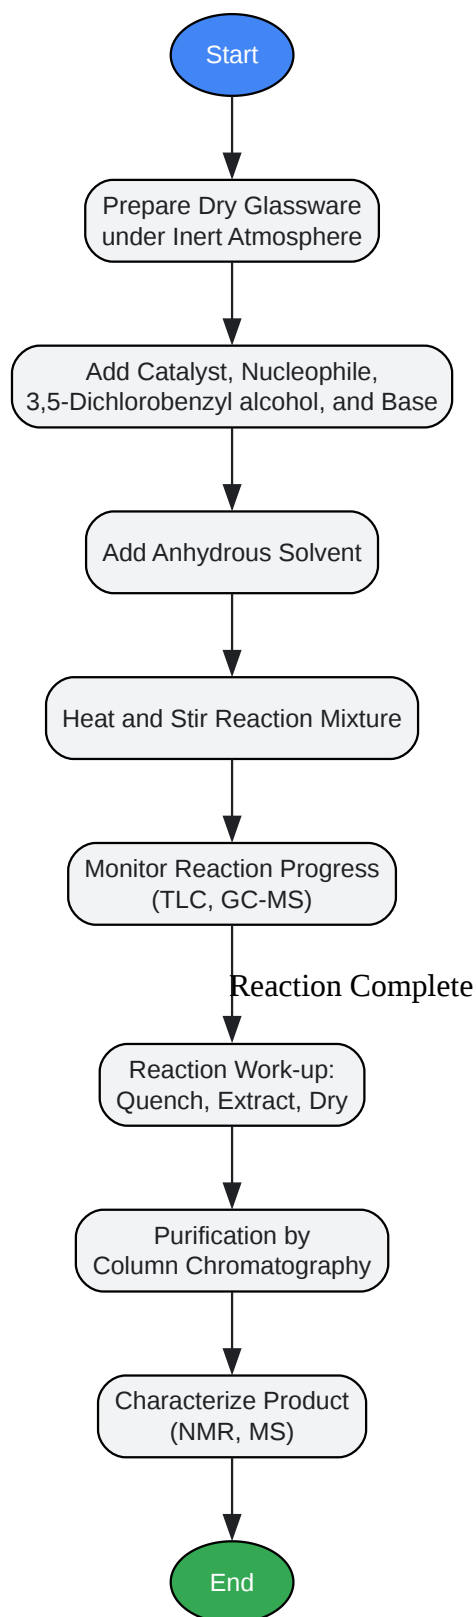 Start
Prepare Dry Glassware
under Inert Atmosphere
Add Catalyst, Nucleophile,
3,5-Dichlorobenzyl alcohol, and Base
Add Anhydrous Solvent
Heat and Stir Reaction Mixture
Monitor Reaction Progress
(TLC, GC-MS)
Reaction Complete
Reaction Work-up:
Quench, Extract, Dry
Purification by
Column Chromatography
Characterize Product
(NMR, MS)
End